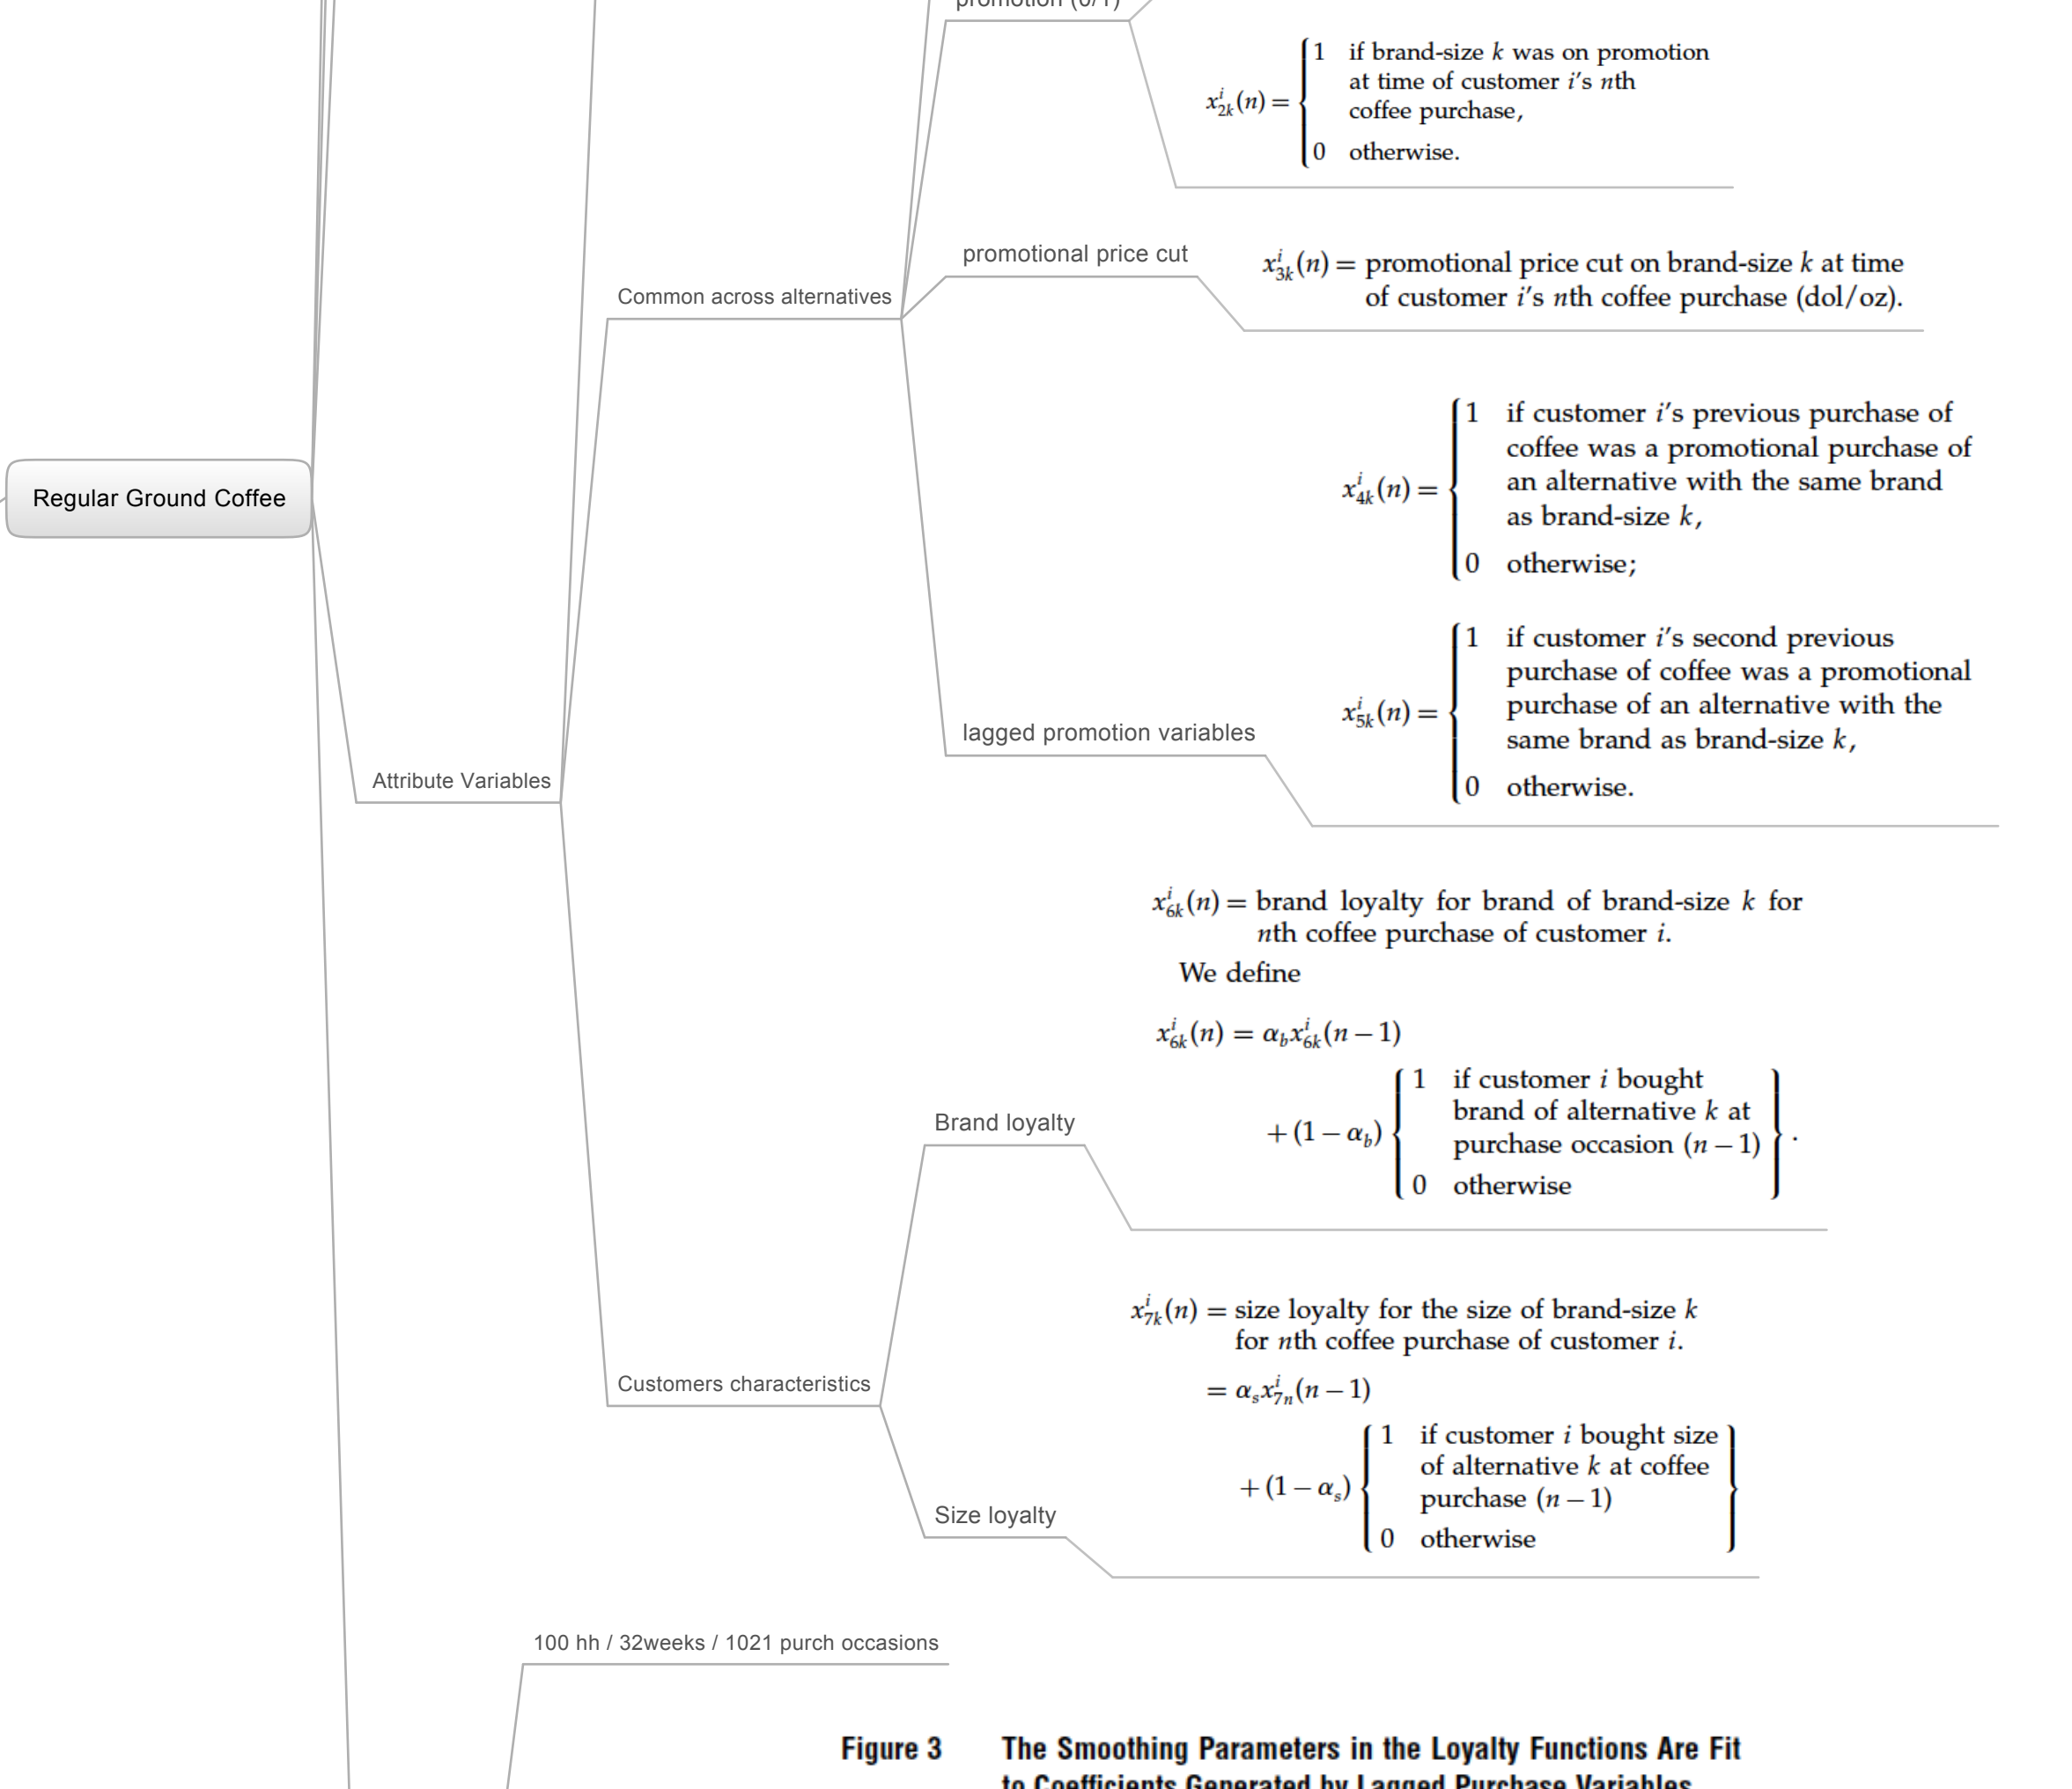 promotion (0/1)
x^i_{2k}(n) = { 1 if brand-size k was on promotion
at time of customer i's nth
coffee purchase,
0 otherwise.
promotional price cut
x^i_{3k}(n) = promotional price cut on brand-size k at time
of customer i's nth coffee purchase (dol/oz).
Common across alternatives
x^i_{4k}(n) = { 1 if customer i's previous purchase of
coffee was a promotional purchase of
an alternative with the same brand
as brand-size k,
0 otherwise;
Regular Ground Coffee
x^i_{5k}(n) = { 1 if customer i's second previous
purchase of coffee was a promotional
purchase of an alternative with the
same brand as brand-size k,
0 otherwise.
lagged promotion variables
Attribute Variables
x^i_{6k}(n) = brand loyalty for brand of brand-size k for
nth coffee purchase of customer i.
We define
x^i_{6k}(n) = α_b x^i_{6k}(n − 1)
+ (1 − α_b) { 1 if customer i bought
brand of alternative k at
purchase occasion (n − 1)
0 otherwise } .
Brand loyalty
x^i_{7k}(n) = size loyalty for the size of brand-size k
for nth coffee purchase of customer i.
= α_s x^i_{7n}(n − 1)
+ (1 − α_s) { 1 if customer i bought size
of alternative k at coffee
purchase (n − 1)
0 otherwise }
Customers characteristics
Size loyalty
100 hh / 32weeks / 1021 purch occasions
Figure 3 The Smoothing Parameters in the Loyalty Functions Are Fit
to Coefficients Generated by Lagged Purchase Variables